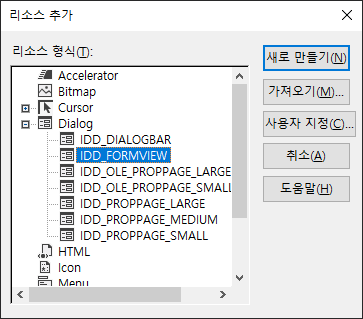 리소스 추가
리소스 형식(T):
Accelerator
Bitmap
Cursor
Dialog
IDD_DIALOGBAR
IDD_FORMVIEW
IDD_OLE_PROPPAGE_LARGE
IDD_OLE_PROPPAGE_SMALL
IDD_PROPPAGE_LARGE
IDD_PROPPAGE_MEDIUM
IDD_PROPPAGE_SMALL
HTML
Icon
Menu
새로 만들기(N)
가져오기(M)...
사용자 지정(C)...
취소(A)
도움말(H)